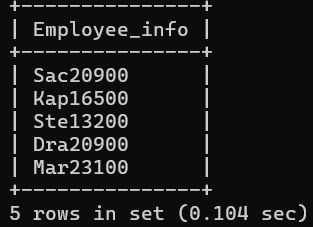 +---------------+
| Employee_info |
+---------------+
| Sac20900      |
| Kap16500      |
| Ste13200      |
| Dra20900      |
| Mar23100      |
+---------------+
5 rows in set (0.104 sec)